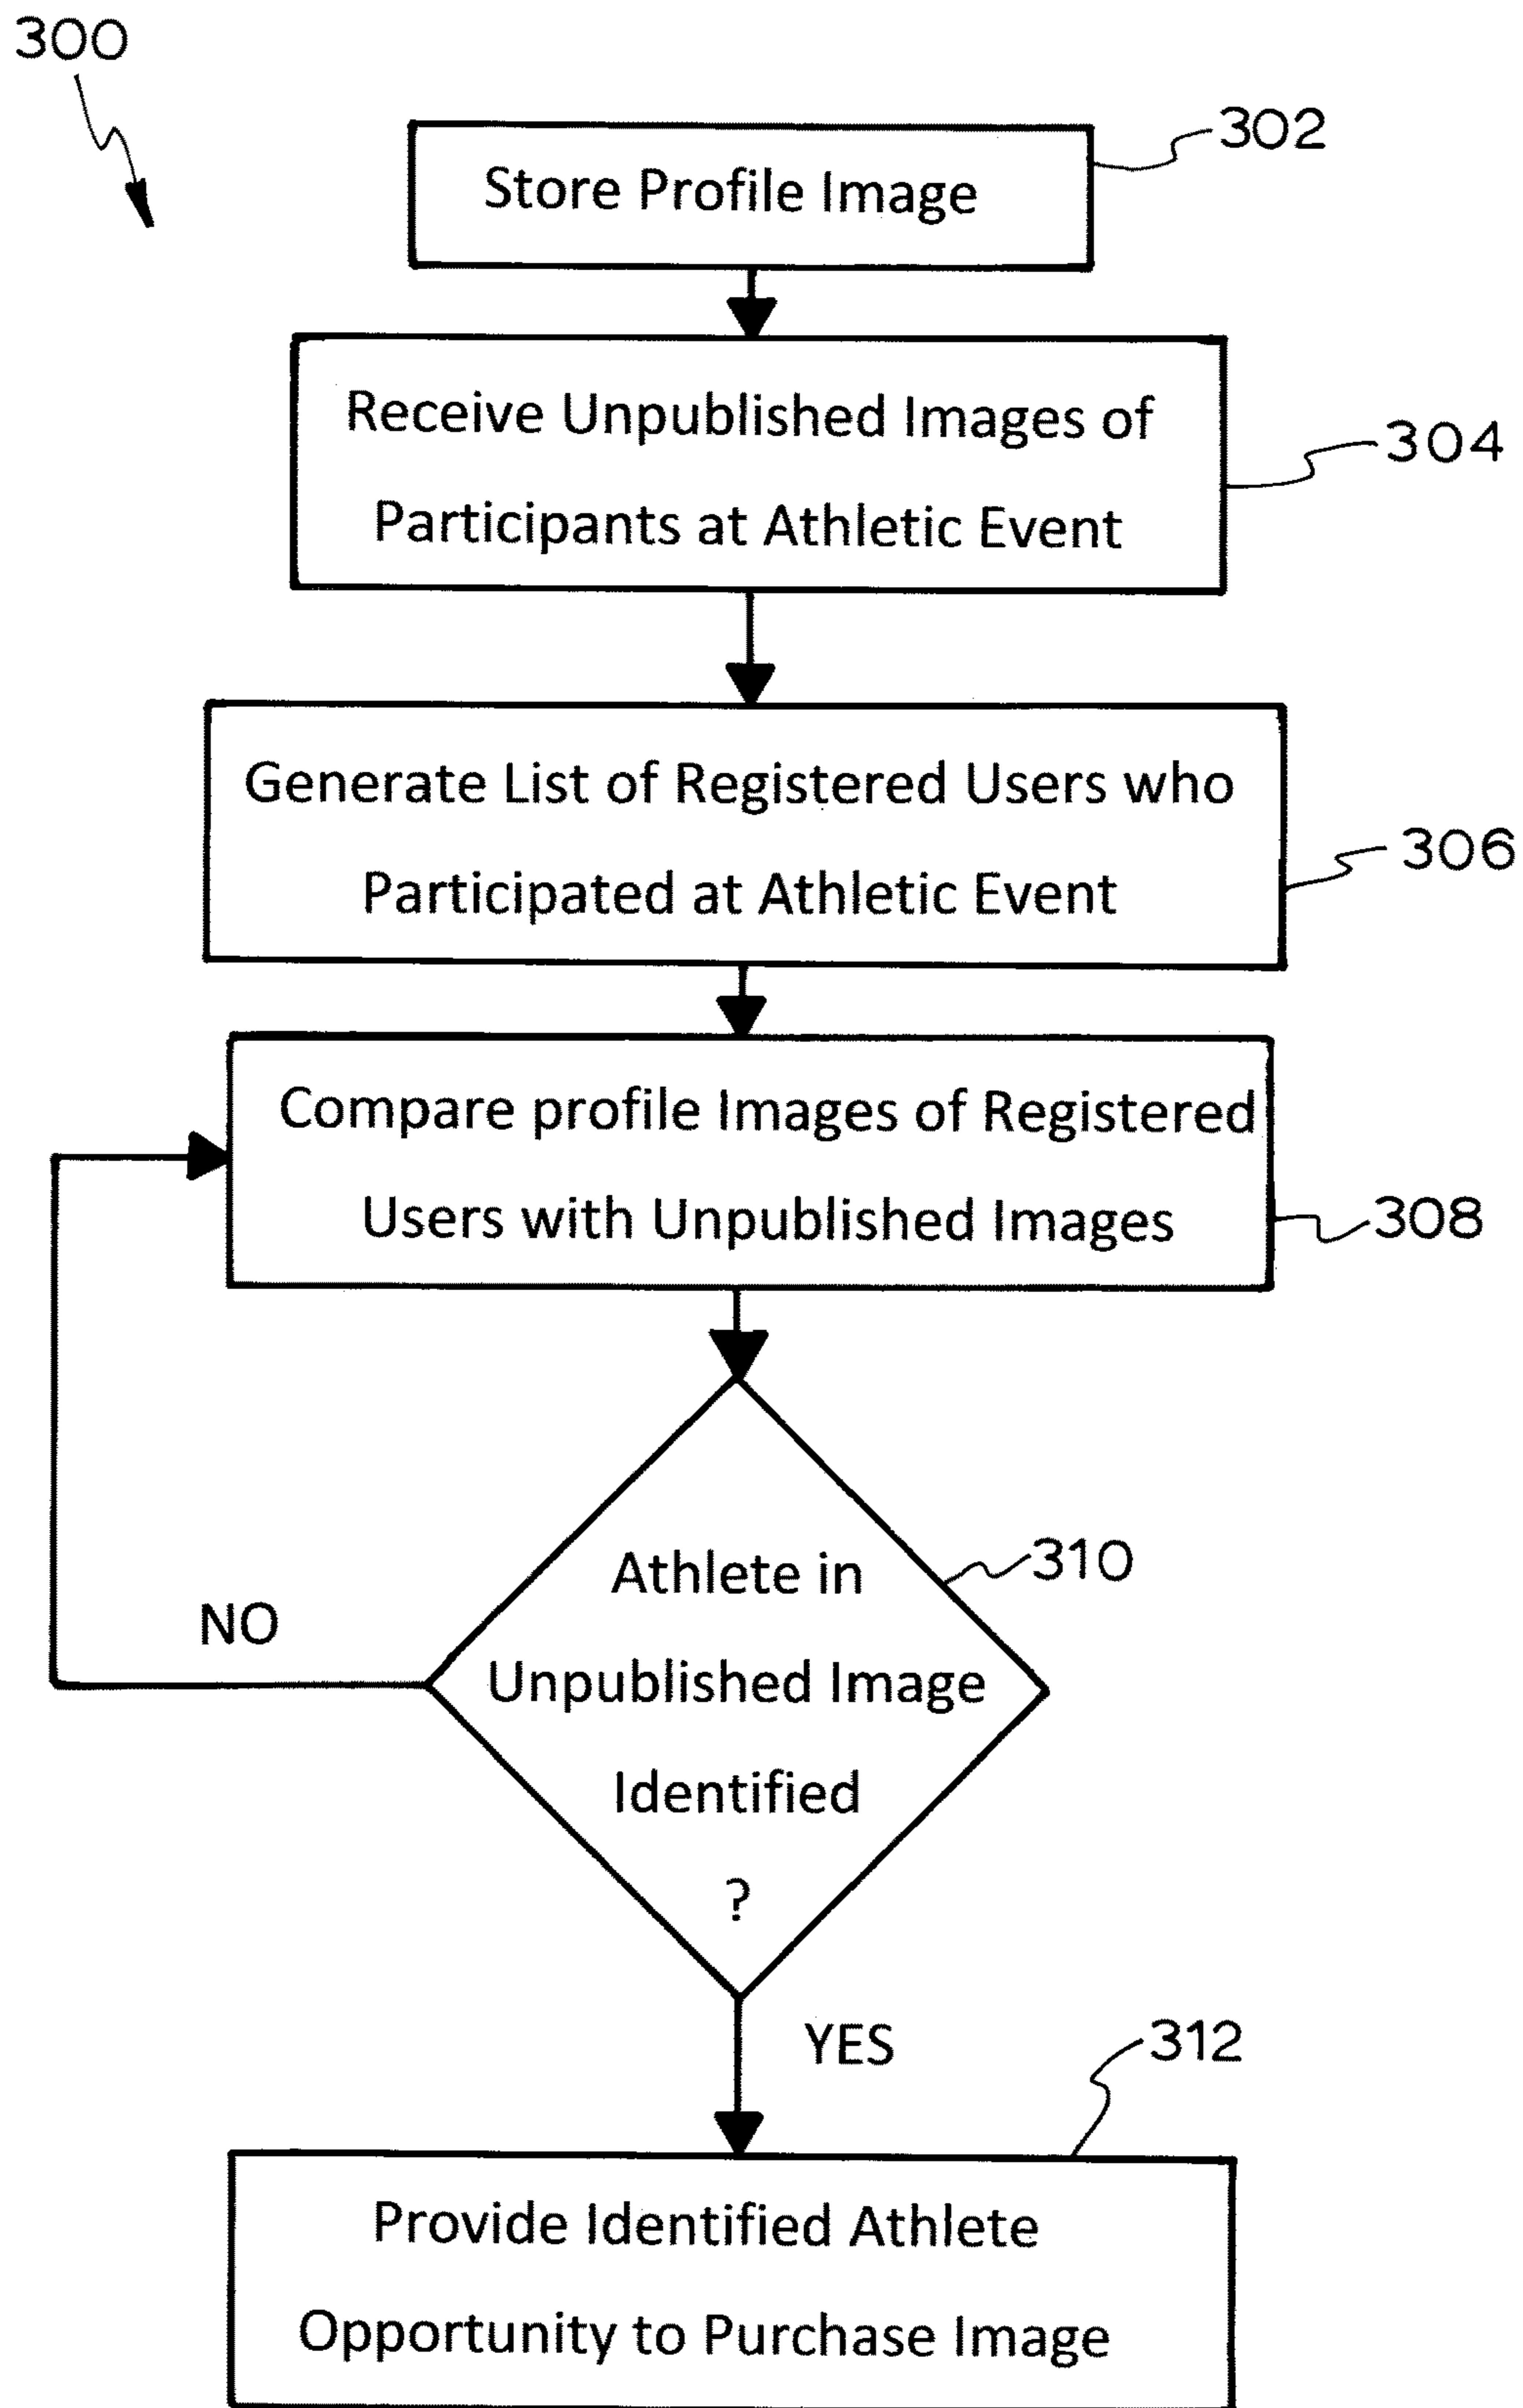 300
302
Store Profile Image
Receive Unpublished Images of
304
Participants at Athletic Event
Generate List of Registered Users who
306
Participated at Athletic Event
Compare profile Images of Registered
Users with Unpublished Images
308
Athlete in
310
NO
Unpublished Image
Identified
?
YES
312
Provide Identified Athlete
Opportunity to Purchase Image